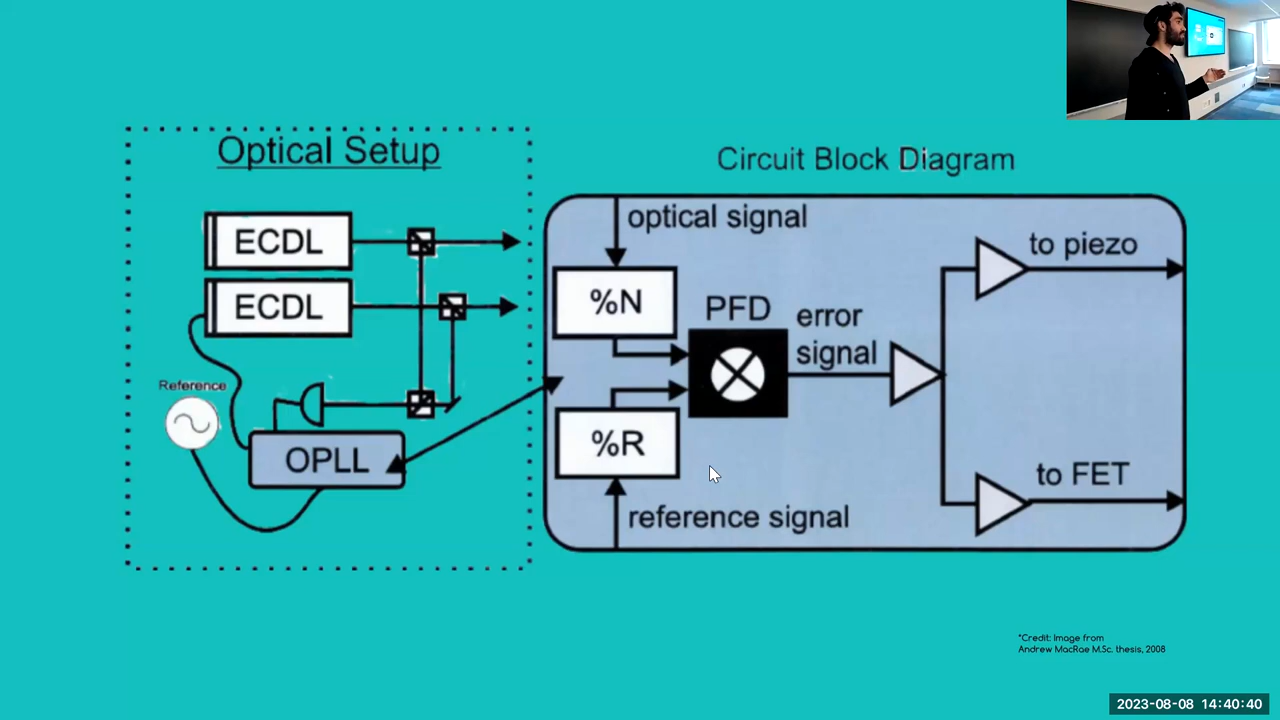 Optical Setup
ECDL
ECDL
Reference
OPLL
Circuit Block Diagram
optical signal
%N
PFD
error
signal
%R
reference signal
to piezo
to FET
*Credit: Image from
Andrew MacRae M.Sc. thesis, 2008
2023-08-08 14:40:40